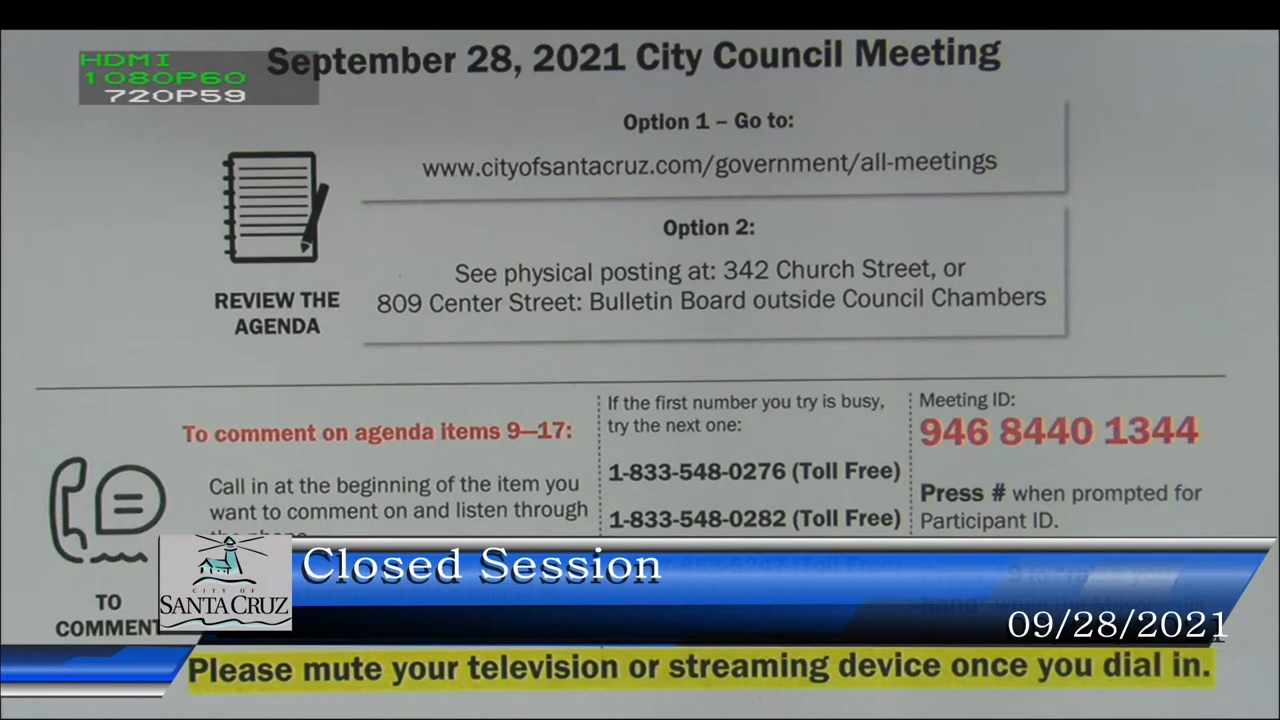 HDMI
1080P60
720P59
September 28, 2021 City Council Meeting
Option 1 – Go to:
www.cityofsantacruz.com/government/all-meetings
Option 2:
See physical posting at: 342 Church Street, or
809 Center Street: Bulletin Board outside Council Chambers
REVIEW THE
AGENDA
To comment on agenda items 9–17:
Call in at the beginning of the item you
want to comment on and listen through
If the first number you try is busy,
try the next one:
1-833-548-0276 (Toll Free)
1-833-548-0282 (Toll Free)
Meeting ID:
946 8440 1344
Press # when prompted for
Participant ID.
TO
COMMENT
Closed Session
CITY OF
SANTA CRUZ
09/28/2021
Please mute your television or streaming device once you dial in.